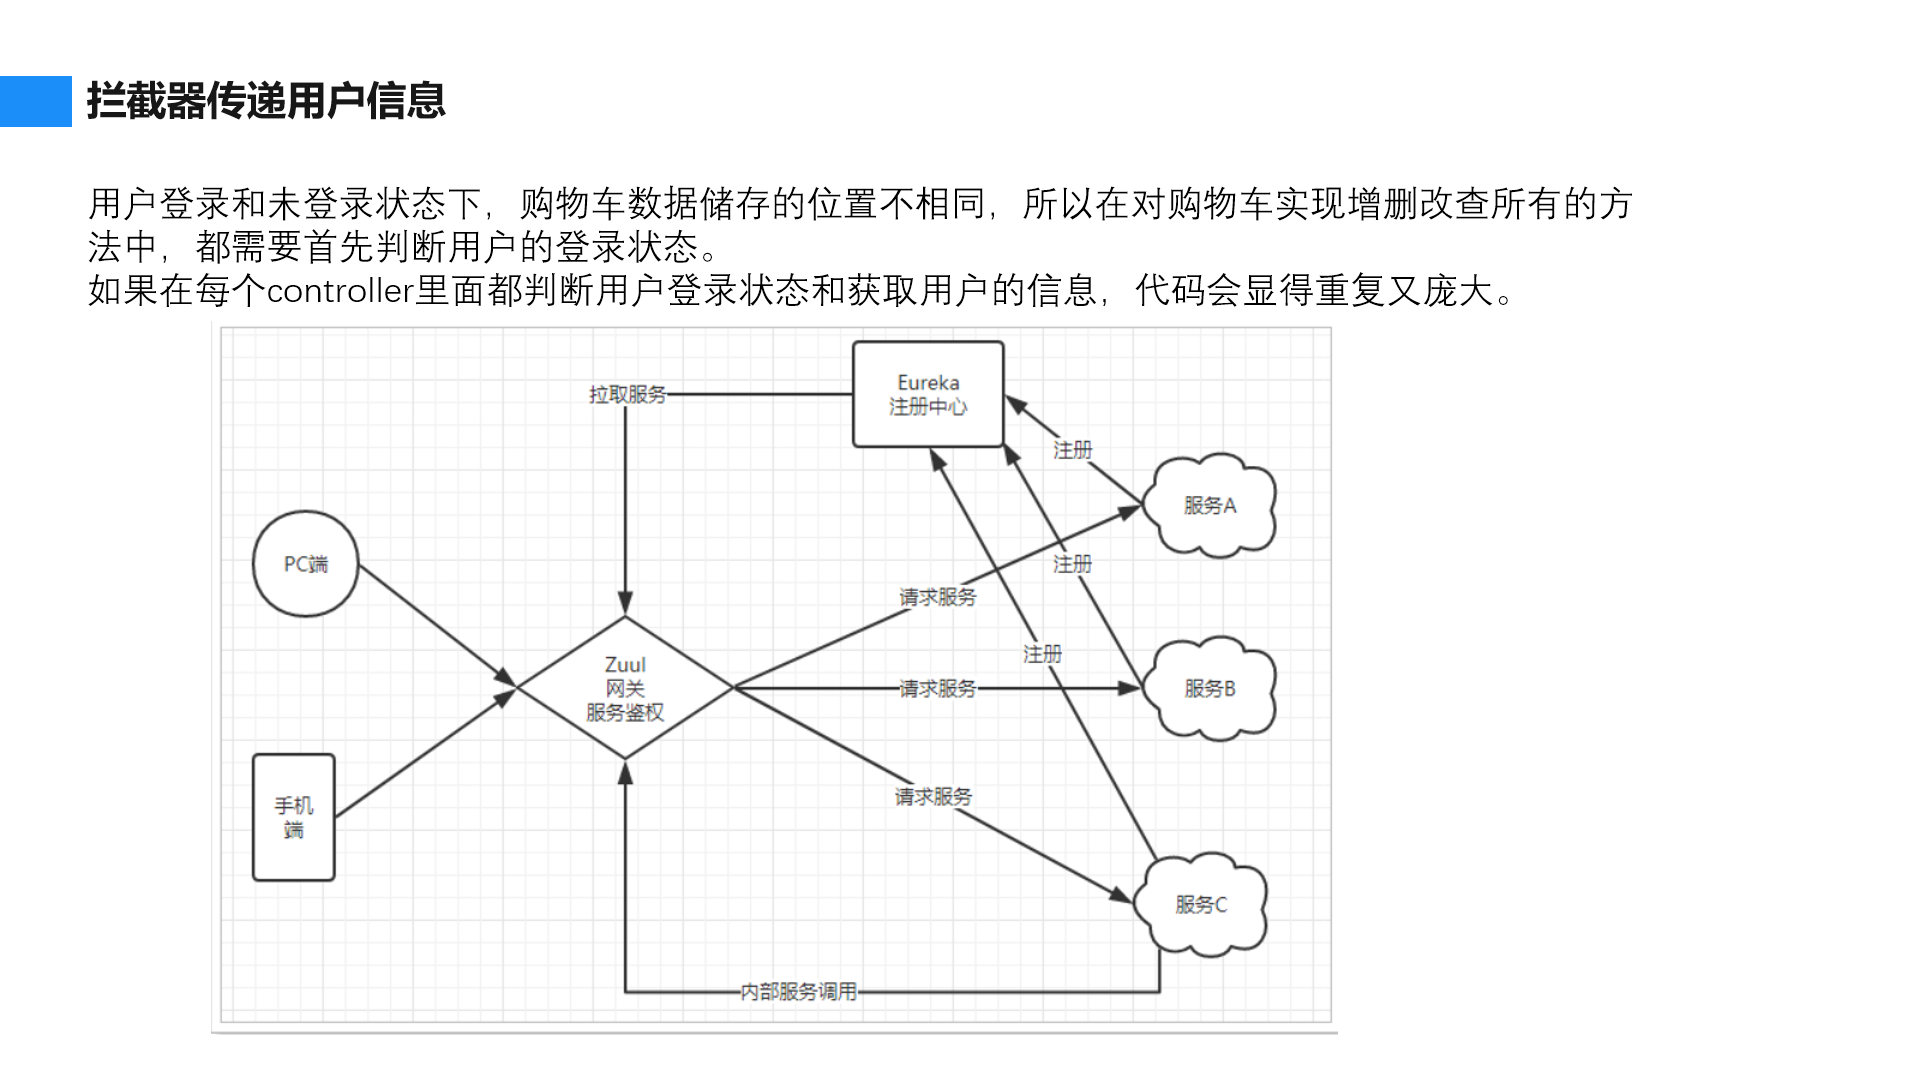 拦截器传递用户信息
用户登录和未登录状态下，购物车数据储存的位置不相同，所以在对购物车实现增删改查所有的方
法中，都需要首先判断用户的登录状态。
如果在每个controller里面都判断用户登录状态和获取用户的信息，代码会显得重复又庞大。
拉取服务
Eureka
注册中心
注册
服务A
PC端
注册
请求服务
注册
Zuul
网关
服务鉴权
请求服务
服务B
手机
端
请求服务
服务C
内部服务调用